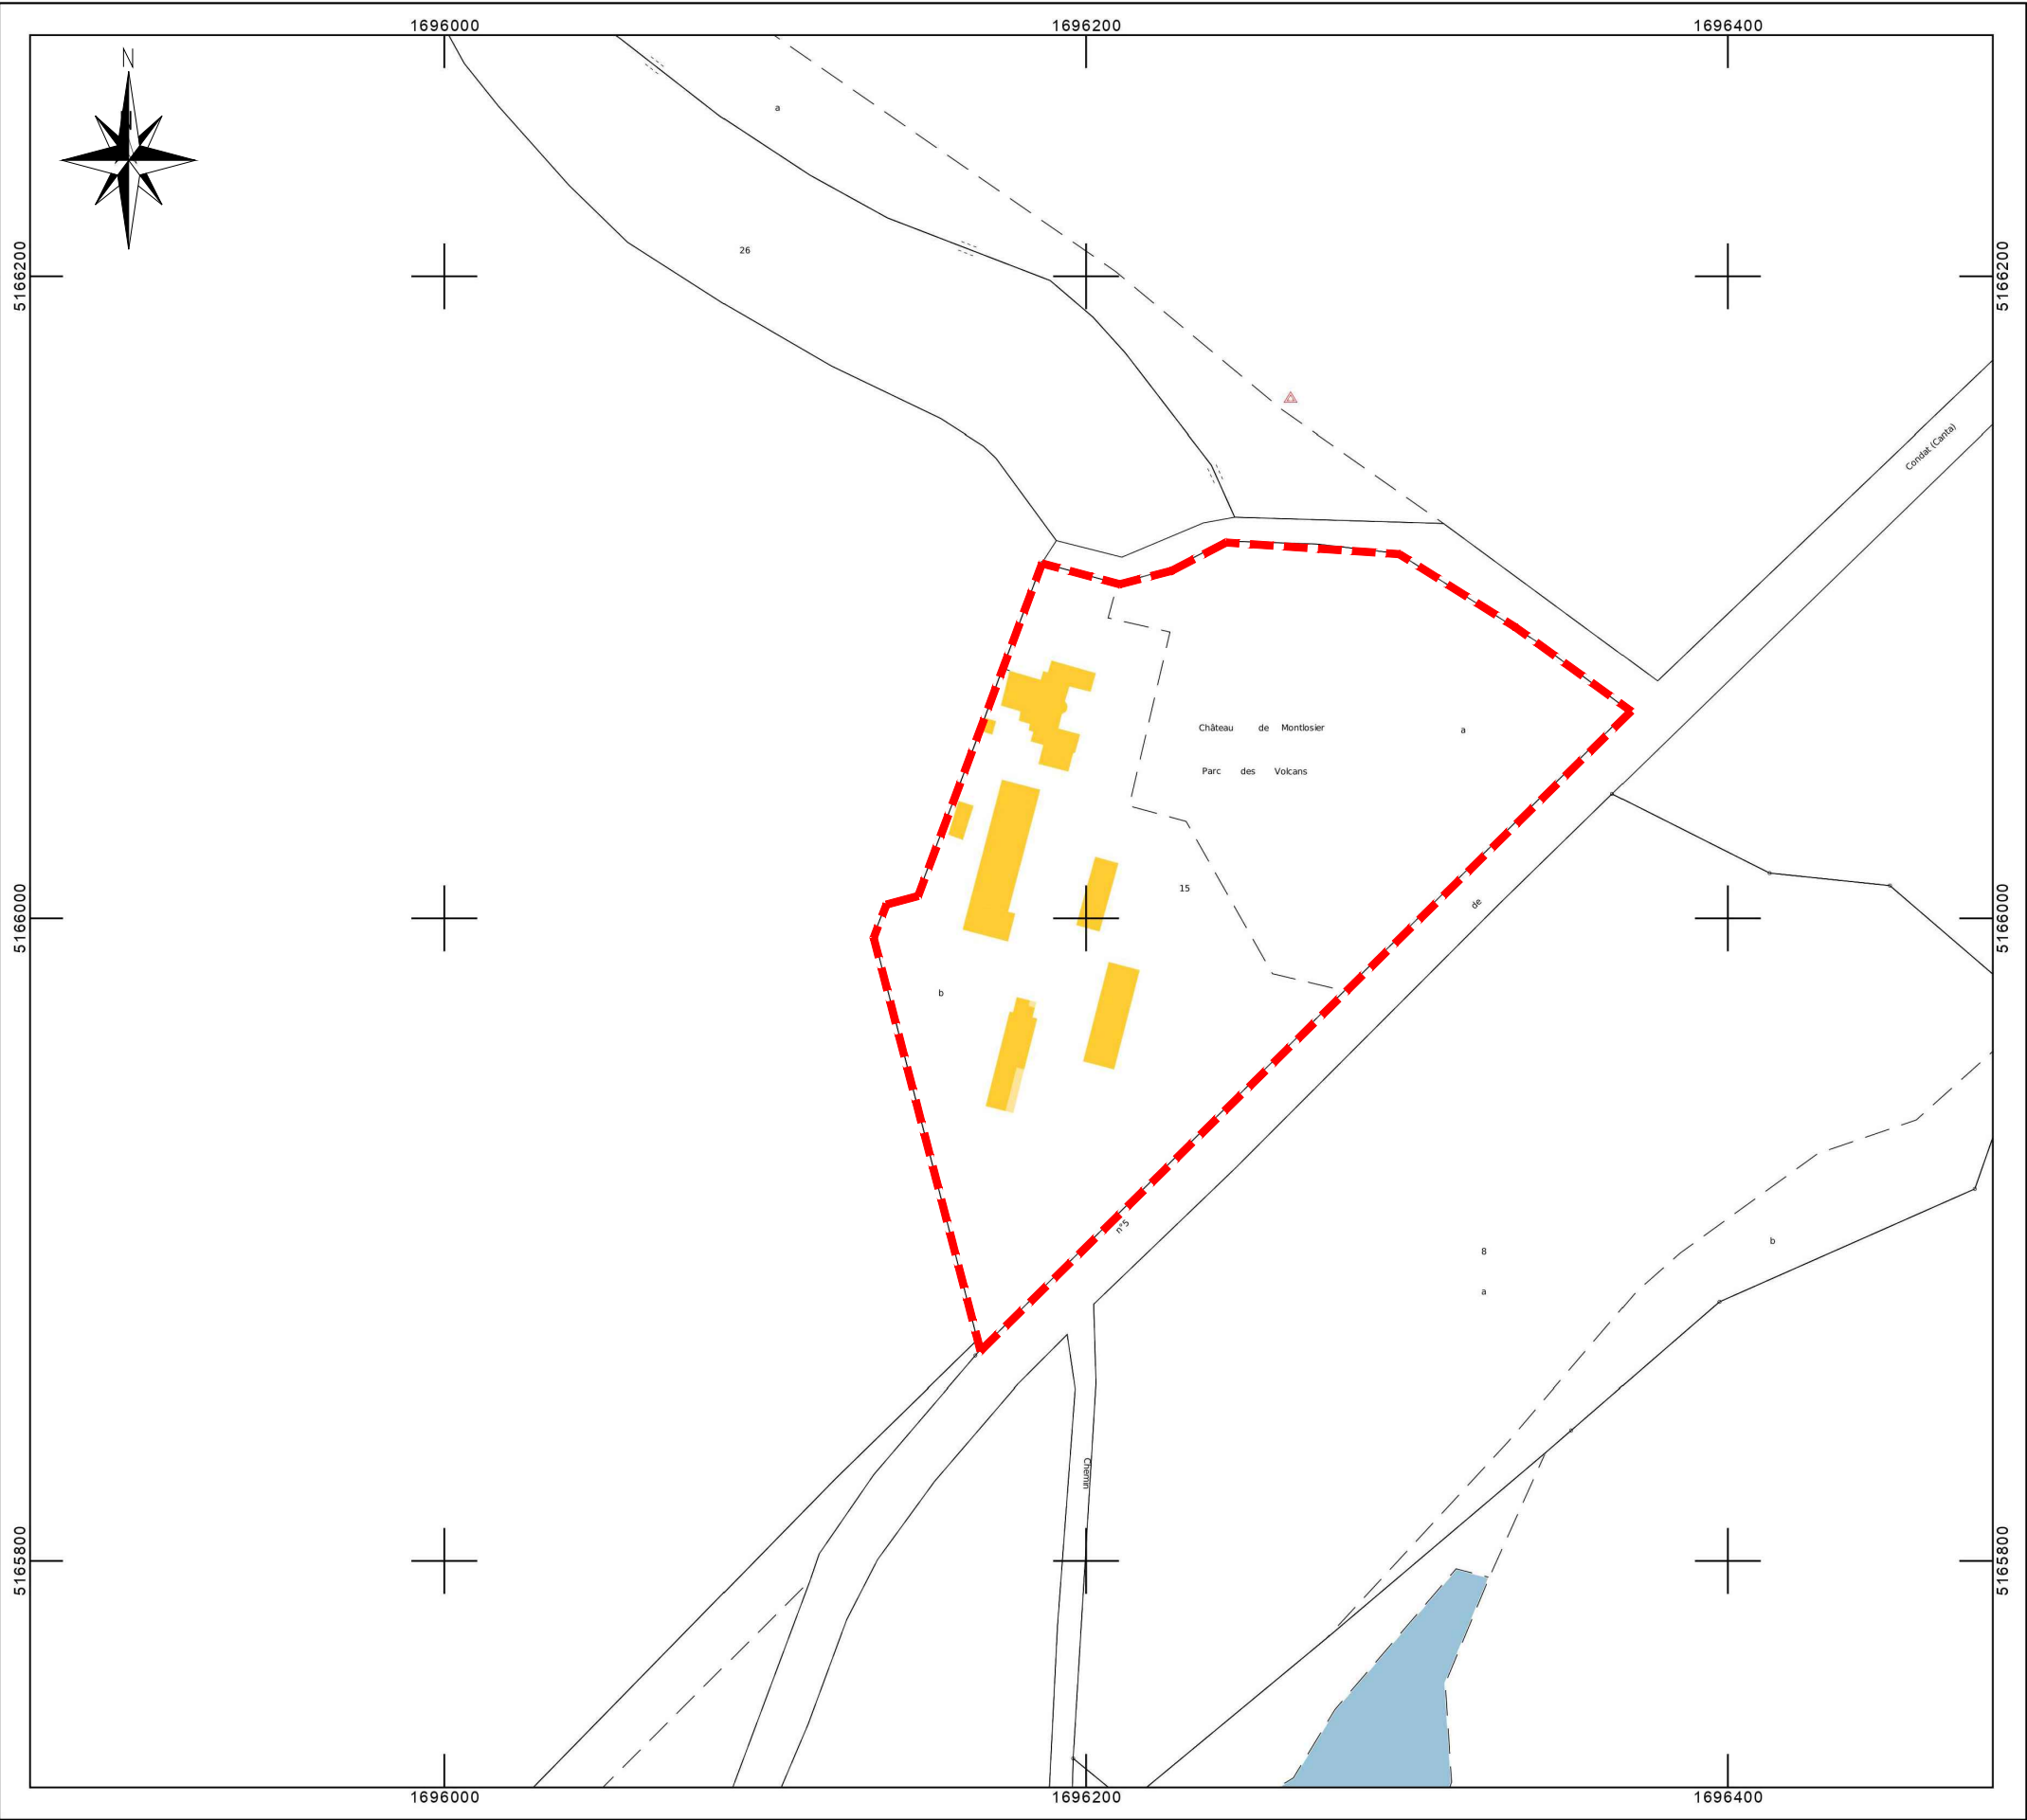 1696000 1696200 1696400
N
N
a
5166200 5166200
26
Condat (Canta)
Château de Montlosier
a
Parc des Volcans
15
de
5166000 5166000
b
n°5
b
8
a
Chemin
5165800 5165800
1696000 1696200 1696400